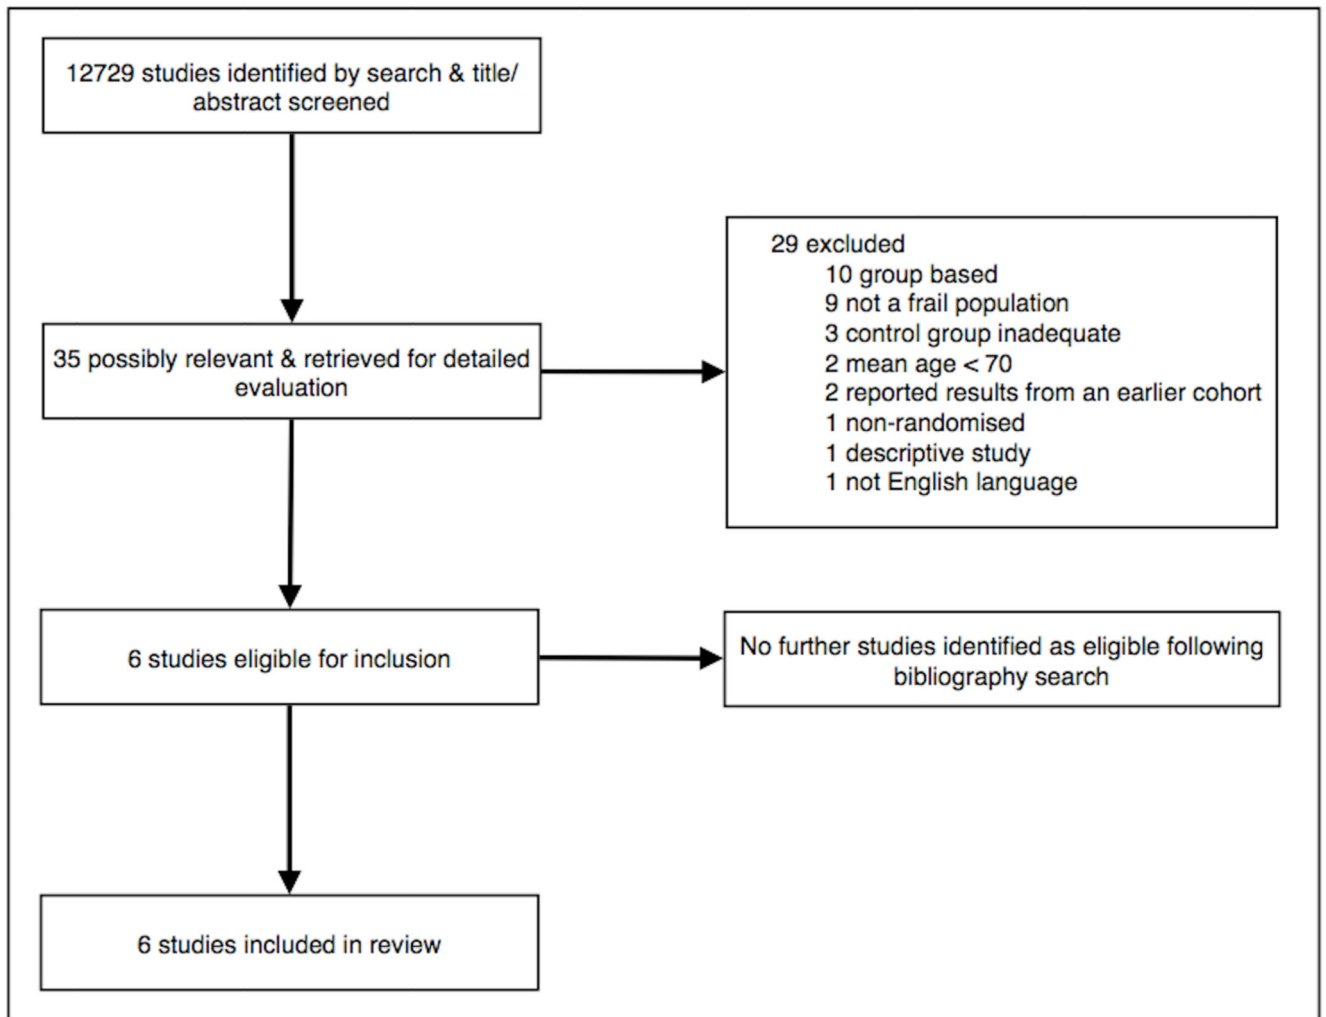 12729 studies identified by search & title/
abstract screened
29 excluded
10 group based
9 not a frail population
3 control group inadequate
2 mean age < 70
2 reported results from an earlier cohort
1 non-randomised
1 descriptive study
1 not English language
35 possibly relevant & retrieved for detailed
evaluation
6 studies eligible for inclusion
No further studies identified as eligible following
bibliography search
6 studies included in review